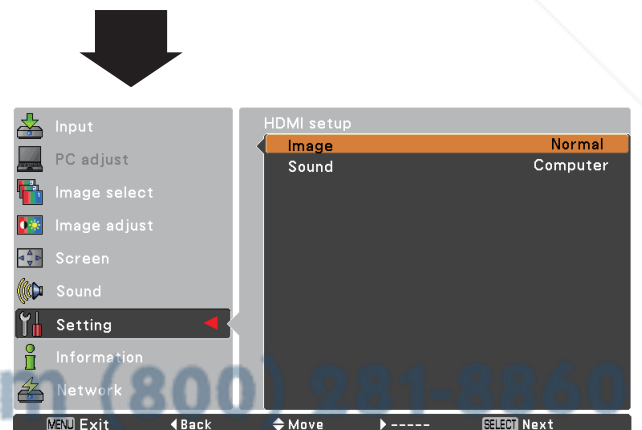 Input
PC adjust
Image select
Image adjust
Screen
Sound
Setting
Information
Network
HDMI setup
Image Normal
Sound Computer
m (800) 281-8860
MENU Exit Back Move ----- SELECT Next